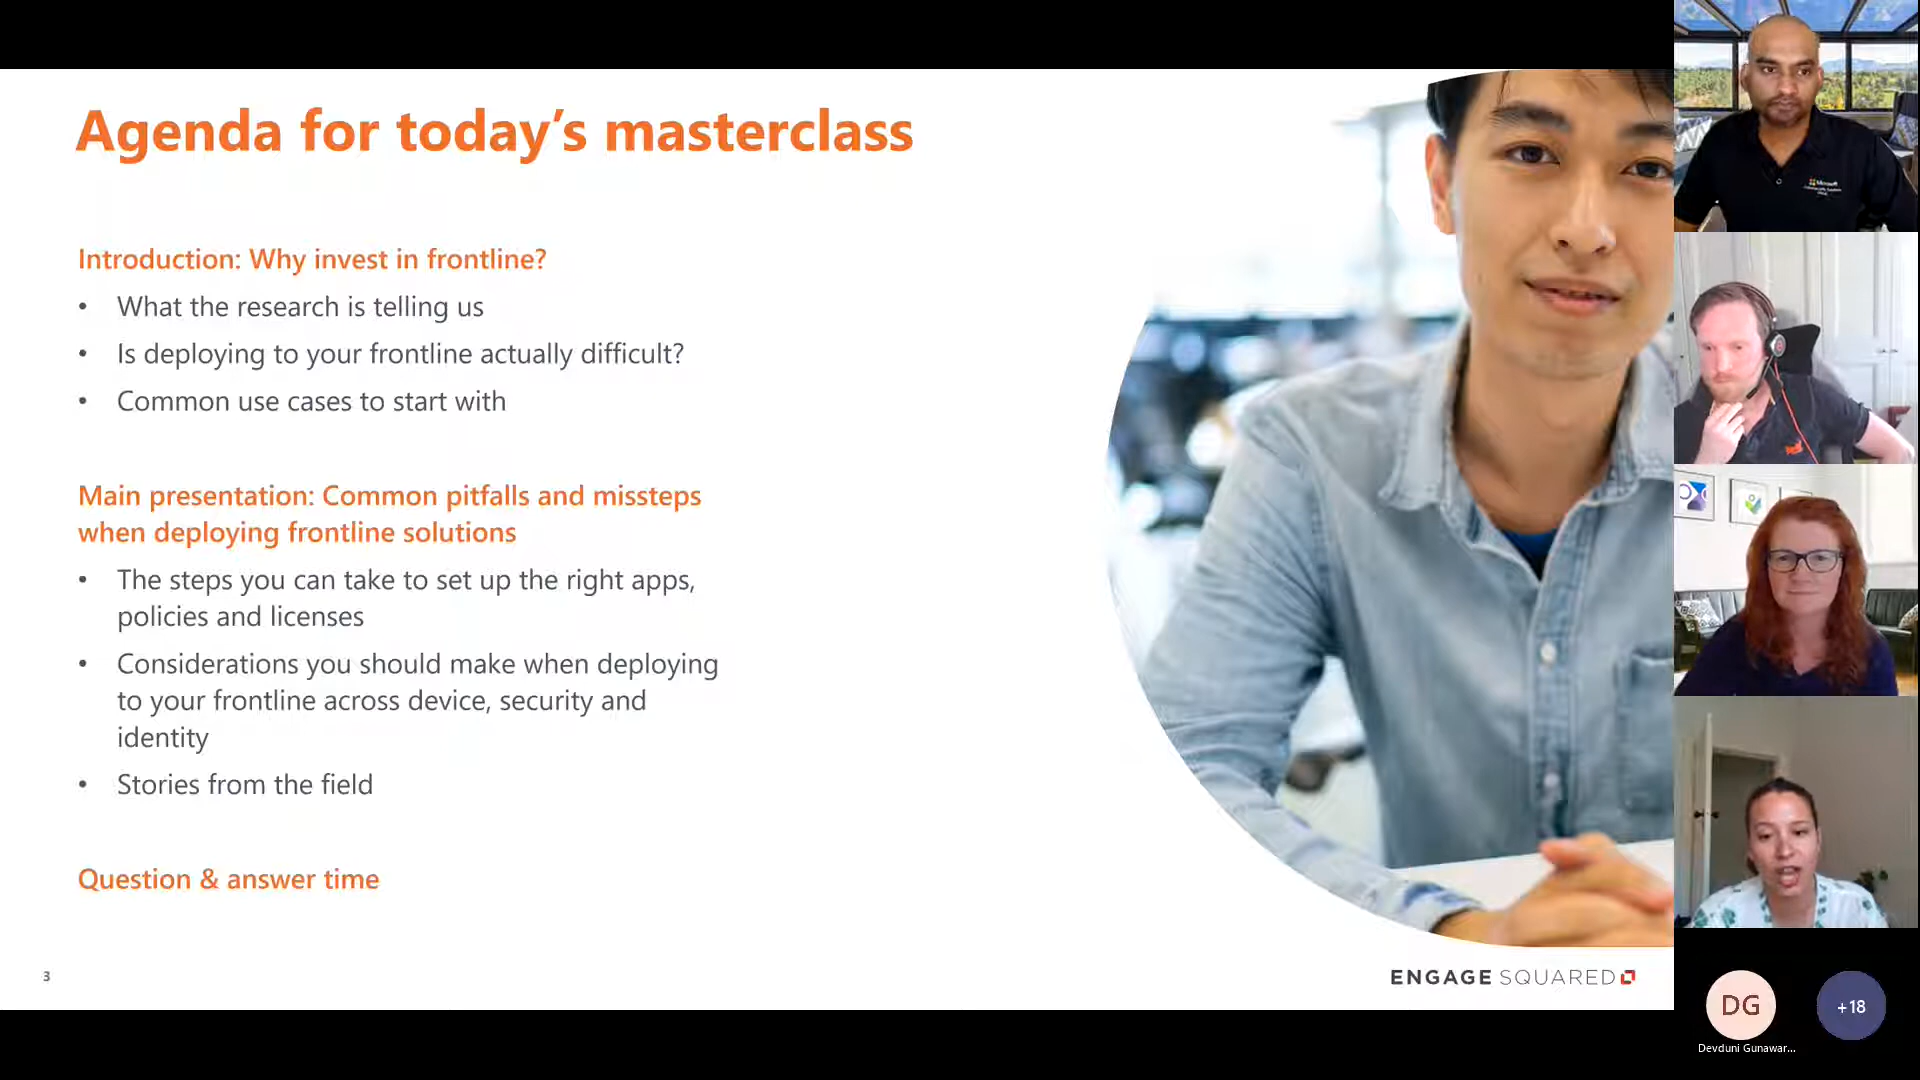 Agenda for today’s masterclass
Introduction: Why invest in frontline?
• What the research is telling us
• Is deploying to your frontline actually difficult?
• Common use cases to start with
Main presentation: Common pitfalls and missteps
when deploying frontline solutions
• The steps you can take to set up the right apps,
policies and licenses
• Considerations you should make when deploying
to your frontline across device, security and
identity
• Stories from the field
Question & answer time
3
ENGAGE SQUARED
Microsoft
DG
+18
Devduni Gunawar...